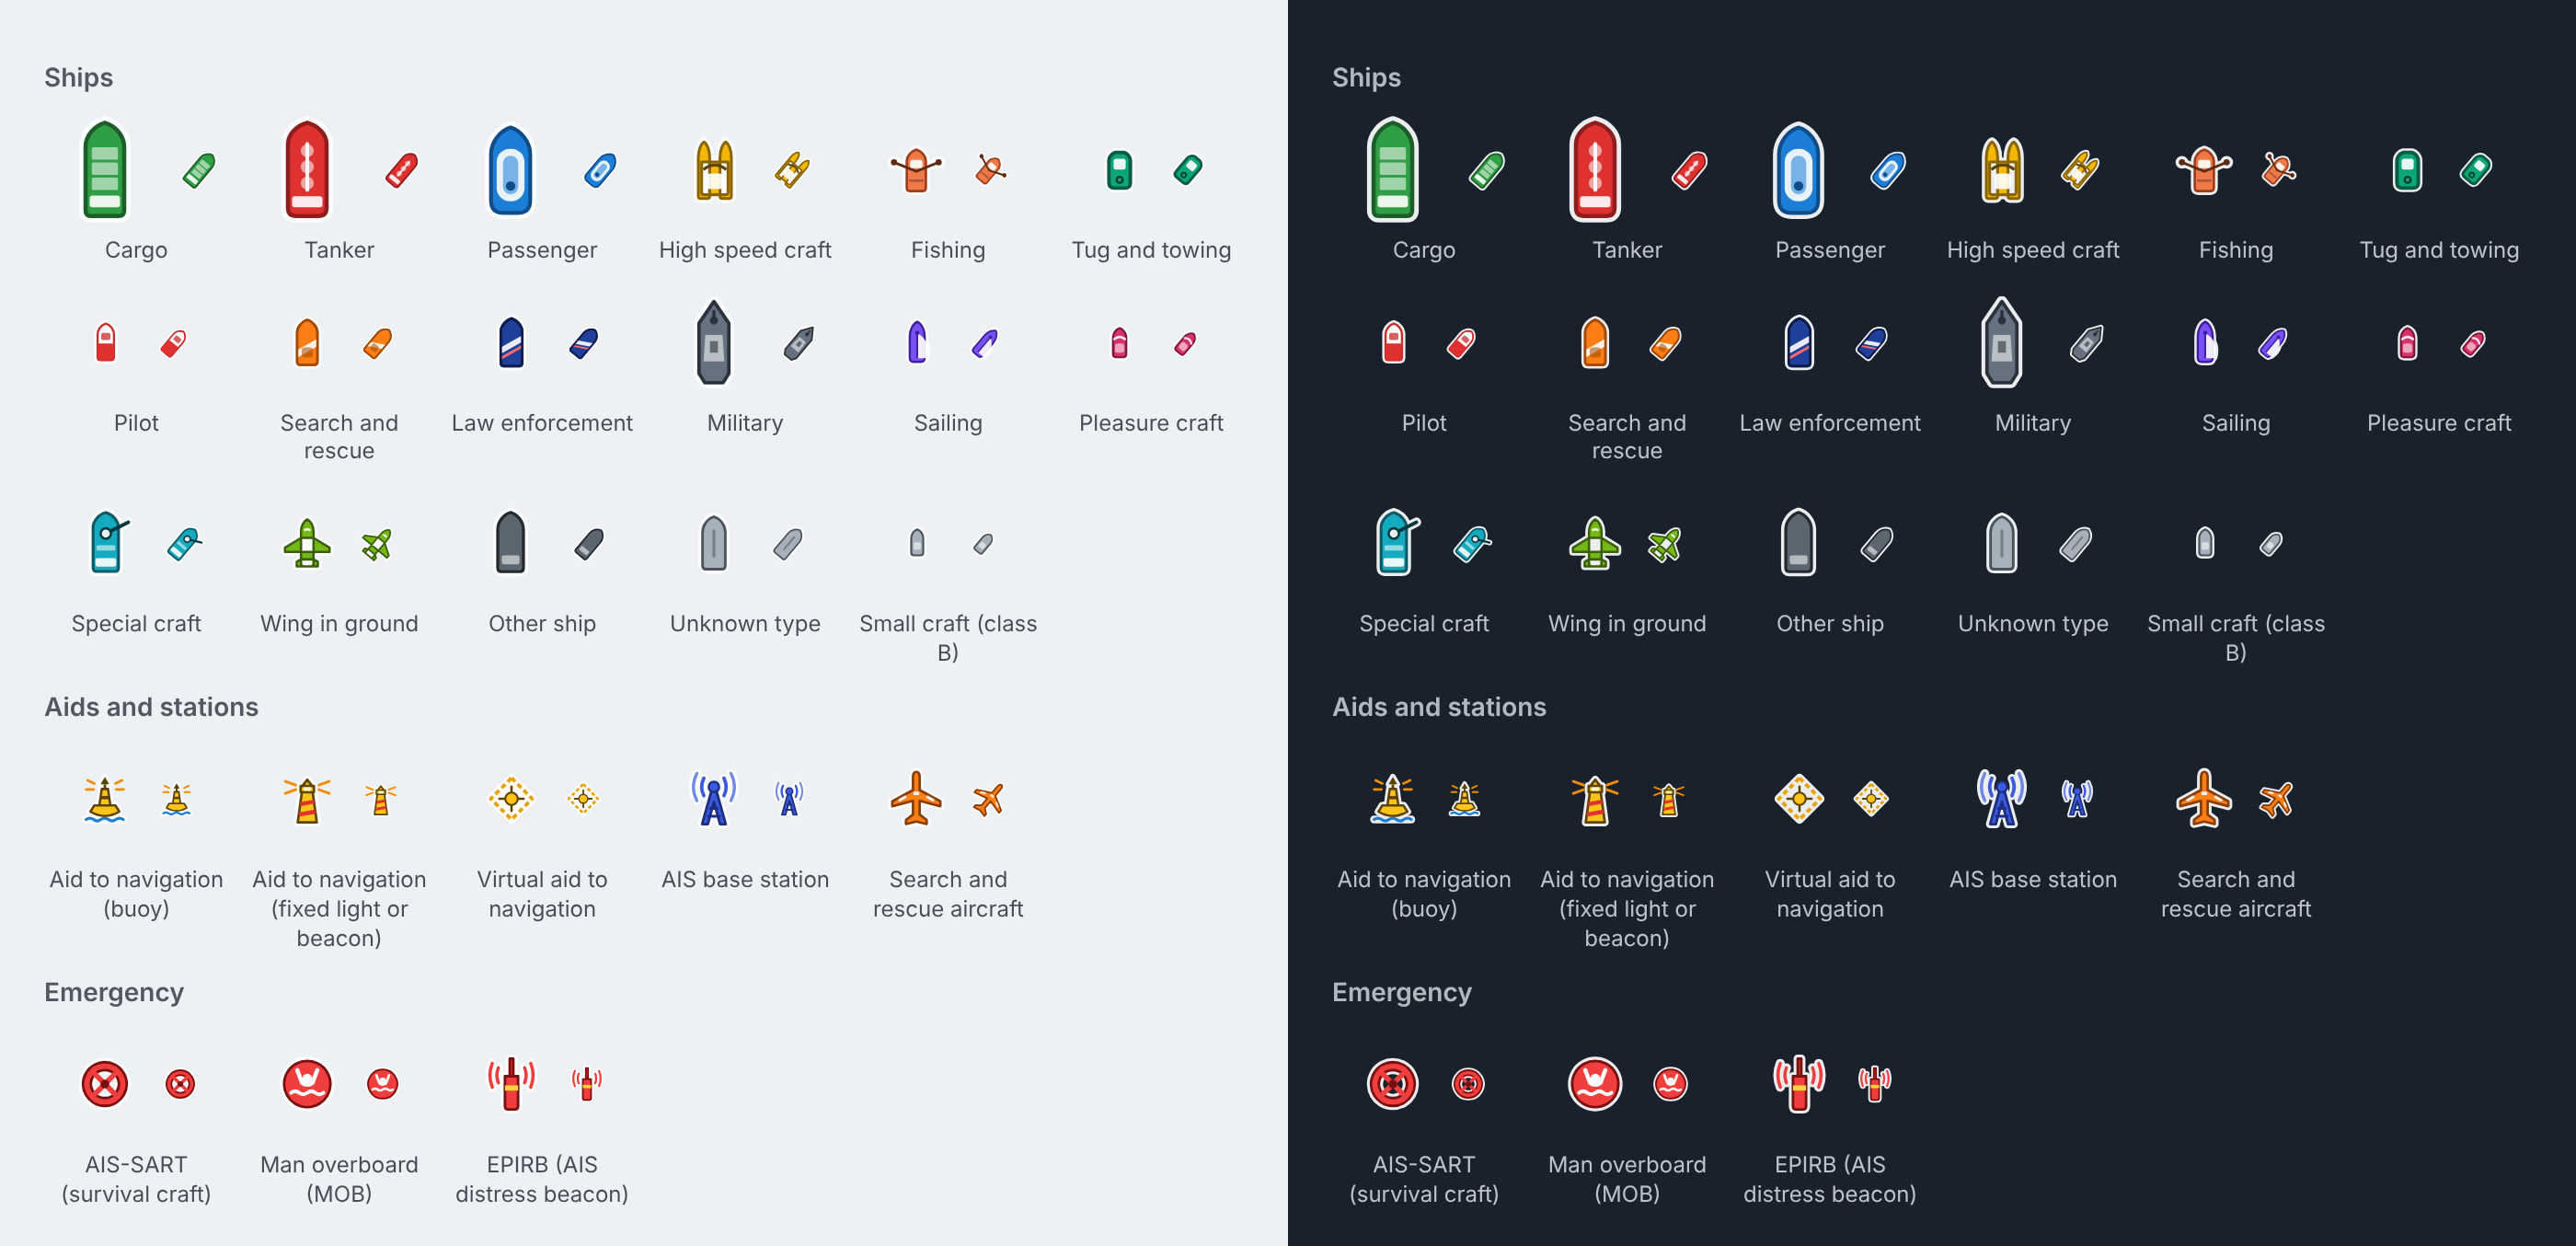 Ships
Cargo
Tanker
Passenger
High speed craft
Fishing
Tug and towing
Pilot
Search and
rescue
Law enforcement
Military
Sailing
Pleasure craft
Special craft
Wing in ground
Other ship
Unknown type
Small craft (class
B)
Aids and stations
Aid to navigation
(buoy)
Aid to navigation
(fixed light or
beacon)
Virtual aid to
navigation
AIS base station
Search and
rescue aircraft
Emergency
AIS-SART
(survival craft)
Man overboard
(MOB)
EPIRB (AIS
distress beacon)
Ships
Cargo
Tanker
Passenger
High speed craft
Fishing
Tug and towing
Pilot
Search and
rescue
Law enforcement
Military
Sailing
Pleasure craft
Special craft
Wing in ground
Other ship
Unknown type
Small craft (class
B)
Aids and stations
Aid to navigation
(buoy)
Aid to navigation
(fixed light or
beacon)
Virtual aid to
navigation
AIS base station
Search and
rescue aircraft
Emergency
AIS-SART
(survival craft)
Man overboard
(MOB)
EPIRB (AIS
distress beacon)